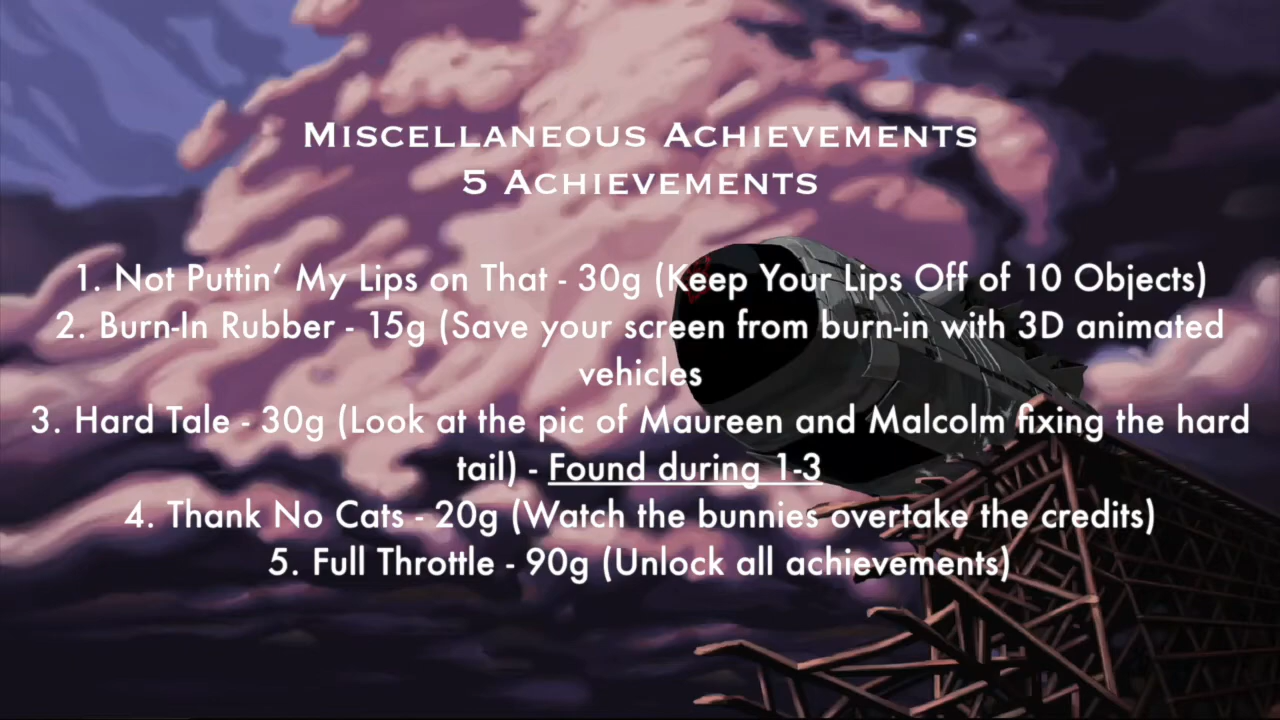 Miscellaneous Achievements
5 Achievements
1. Not Puttin’ My Lips on That - 30g (Keep Your Lips Off of 10 Objects)
2. Burn-In Rubber - 15g (Save your screen from burn-in with 3D animated
vehicles
3. Hard Tale - 30g (Look at the pic of Maureen and Malcolm fixing the hard
tail) - Found during 1-3
4. Thank No Cats - 20g (Watch the bunnies overtake the credits)
5. Full Throttle - 90g (Unlock all achievements)